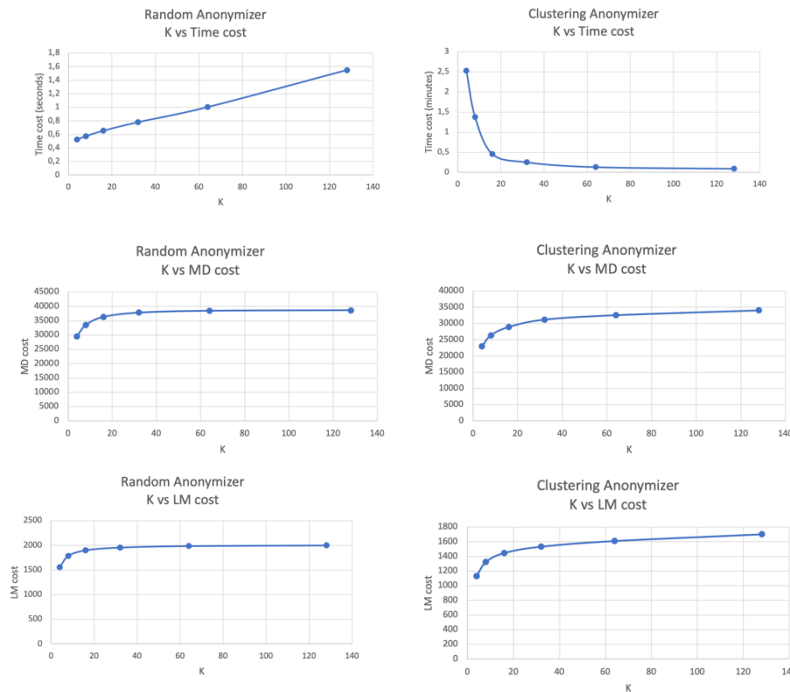 Random Anonymizer
K vs Time cost
Time cost (seconds)
1,8
1,6
1,4
1,2
1
0,8
0,6
0,4
0,2
0
0 20 40 60 80 100 120 140
K
Clustering Anonymizer
K vs Time cost
Time cost (minutes)
3
2,5
2
1,5
1
0,5
0
0 20 40 60 80 100 120 140
K
Random Anonymizer
K vs MD cost
MD cost
45000
40000
35000
30000
25000
20000
15000
10000
5000
0
0 20 40 60 80 100 120 140
K
Clustering Anonymizer
K vs MD cost
MD cost
40000
35000
30000
25000
20000
15000
10000
5000
0
0 20 40 60 80 100 120 140
K
Random Anonymizer
K vs LM cost
LM cost
2500
2000
1500
1000
500
0
0 20 40 60 80 100 120 140
K
Clustering Anonymizer
K vs LM cost
LM cost
1800
1600
1400
1200
1000
800
600
400
200
0
0 20 40 60 80 100 120 140
K